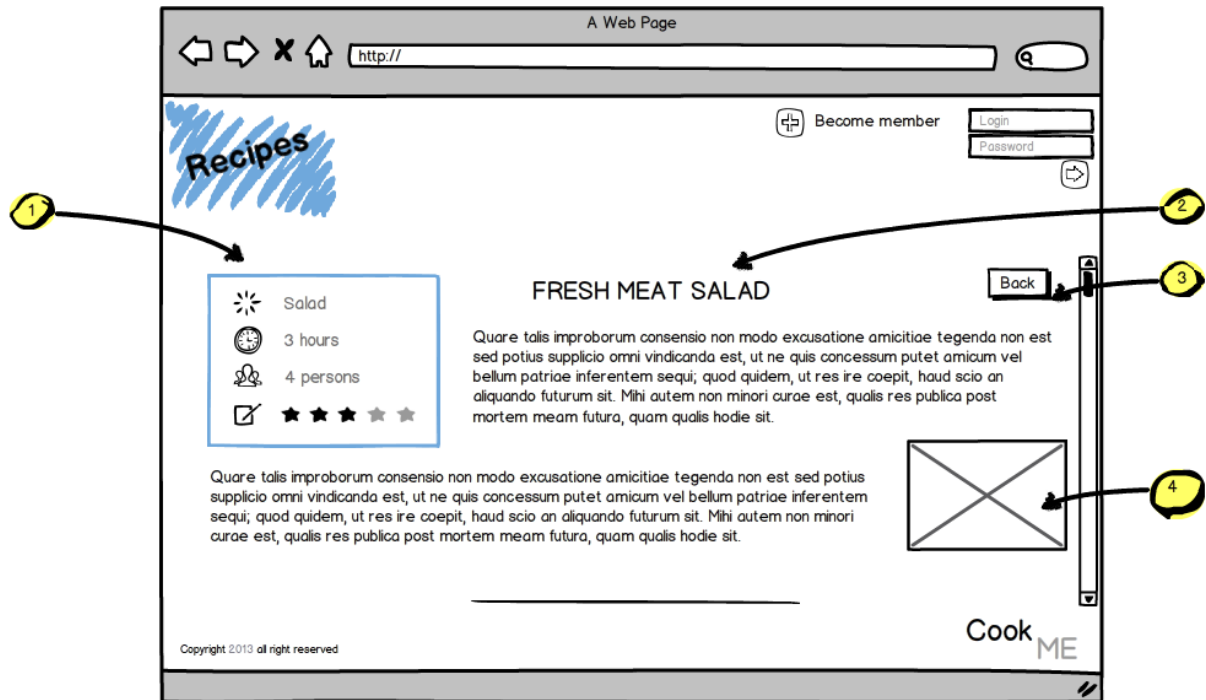 A Web Page
http://
Recipes
Become member
Login
Password
1
2
3
4
Salad
3 hours
4 persons
FRESH MEAT SALAD
Back
Quare talis improborum consensio non modo excusatione amicitiae tegenda non est
sed potius supplicio omni vindicanda est, ut ne quis concessum putet amicum vel
bellum patriae inferentem sequi; quod quidem, ut res ire coepit, haud scio an
aliquando futurum sit. Mihi autem non minori curae est, qualis res publica post
mortem meam futura, quam qualis hodie sit.
Quare talis improborum consensio non modo excusatione amicitiae tegenda non est sed potius
supplicio omni vindicanda est, ut ne quis concessum putet amicum vel bellum patriae inferentem
sequi; quod quidem, ut res ire coepit, haud scio an aliquando futurum sit. Mihi autem non minori
curae est, qualis res publica post mortem meam futura, quam qualis hodie sit.
Copyright 2013 all right reserved
Cook
ME